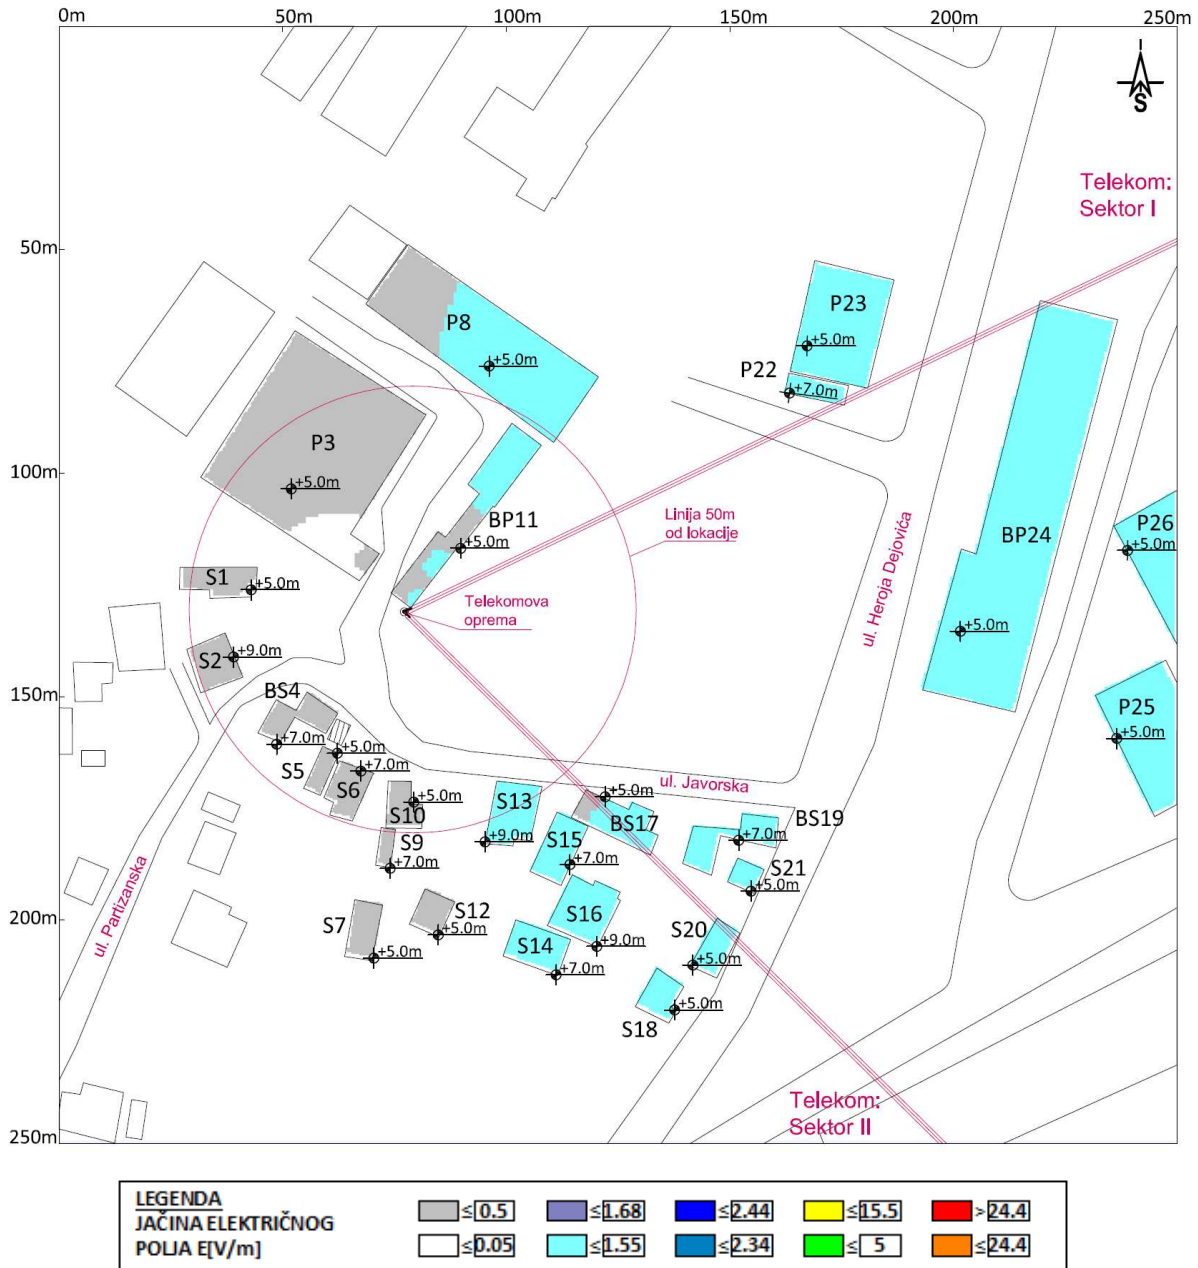 0m 50m 100m 150m 200m 250m
S
Telekom:
Sektor I
50m
P23
P8
+5.0m
+5.0m
P22
+7.0m
P3
100m
+5.0m
Linija 50m
od lokacije
BP11
+5.0m
P26
+5.0m
BP24
S1
+5.0m
Telekomova
oprema
ul. Heroja Dejovića
+5.0m
S2
+9.0m
150m
BS4
+7.0m
+5.0m
P25
+5.0m
S5
+7.0m
S6
ul. Javorska
+5.0m
S10
S13
+5.0m
BS17
BS19
+9.0m
S15
+7.0m
S9
+7.0m
+7.0m
S21
+5.0m
ul. Partizanska
200m
S7
+5.0m
S12
+5.0m
S16
+9.0m
S14
+7.0m
S20
+5.0m
S18
+5.0m
Telekom:
Sektor II
250m
LEGENDA
JAČINA ELEKTRIČNOG
POLJA E[V/m]
≤0.5 ≤1.68 ≤2.44 ≤15.5 >24.4
≤0.05 ≤1.55 ≤2.34 ≤ 5 ≤24.4